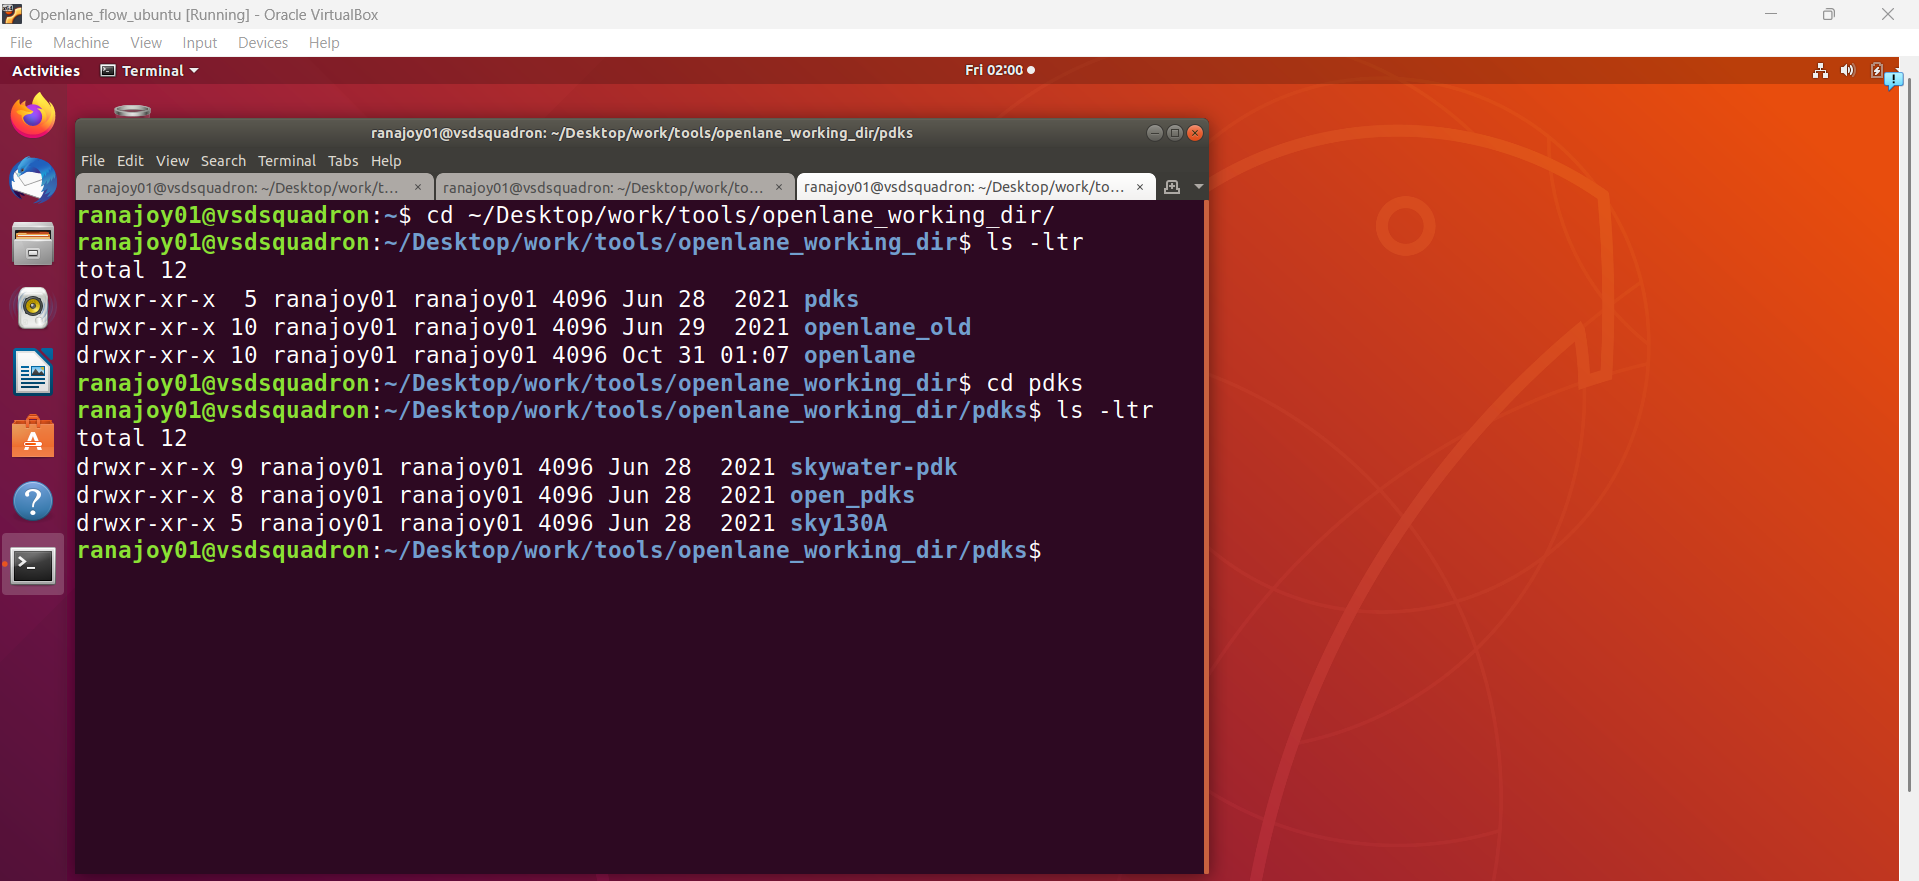 Openlane_flow_ubuntu [Running] - Oracle VirtualBox
File Machine View Input Devices Help
Activities Terminal Fri 02:00
ranajoy01@vsdsquadron: ~/Desktop/work/tools/openlane_working_dir/pdks
File Edit View Search Terminal Tabs Help
ranajoy01@vsdsquadron: ~/Desktop/work/t... × ranajoy01@vsdsquadron: ~/Desktop/work/to... × ranajoy01@vsdsquadron: ~/Desktop/work/to... ×
ranajoy01@vsdsquadron:~$ cd ~/Desktop/work/tools/openlane_working_dir/
ranajoy01@vsdsquadron:~/Desktop/work/tools/openlane_working_dir$ ls -ltr
total 12
drwxr-xr-x  5 ranajoy01 ranajoy01 4096 Jun 28  2021 pdks
drwxr-xr-x 10 ranajoy01 ranajoy01 4096 Jun 29  2021 openlane_old
drwxr-xr-x 10 ranajoy01 ranajoy01 4096 Oct 31 01:07 openlane
ranajoy01@vsdsquadron:~/Desktop/work/tools/openlane_working_dir$ cd pdks
ranajoy01@vsdsquadron:~/Desktop/work/tools/openlane_working_dir/pdks$ ls -ltr
total 12
drwxr-xr-x 9 ranajoy01 ranajoy01 4096 Jun 28  2021 skywater-pdk
drwxr-xr-x 8 ranajoy01 ranajoy01 4096 Jun 28  2021 open_pdks
drwxr-xr-x 5 ranajoy01 ranajoy01 4096 Jun 28  2021 sky130A
ranajoy01@vsdsquadron:~/Desktop/work/tools/openlane_working_dir/pdks$